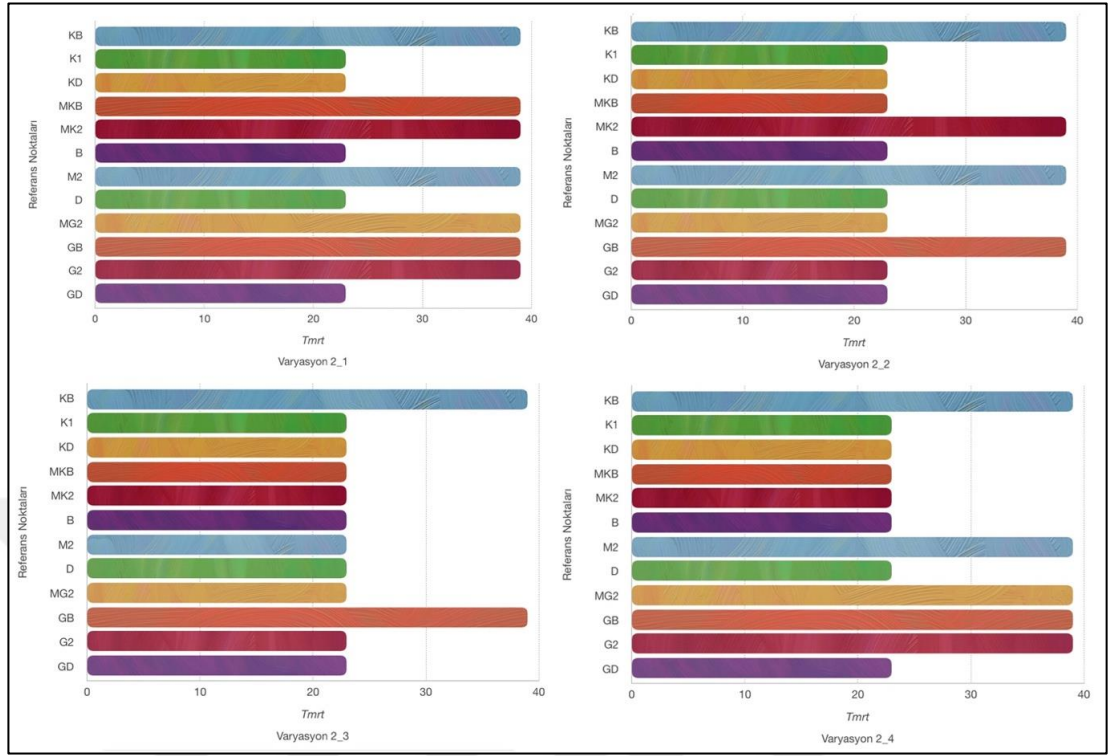 Referans Noktaları
KB
K1
KD
MKB
MK2
B
M2
D
MG2
GB
G2
GD
0 10 20 30 40
Tmrt
Varyasyon 2_1
Referans Noktaları
KB
K1
KD
MKB
MK2
B
M2
D
MG2
GB
G2
GD
0 10 20 30 40
Tmrt
Varyasyon 2_2
Referans Noktaları
KB
K1
KD
MKB
MK2
B
M2
D
MG2
GB
G2
GD
0 10 20 30 40
Tmrt
Varyasyon 2_3
Referans Noktaları
KB
K1
KD
MKB
MK2
B
M2
D
MG2
GB
G2
GD
0 10 20 30 40
Tmrt
Varyasyon 2_4